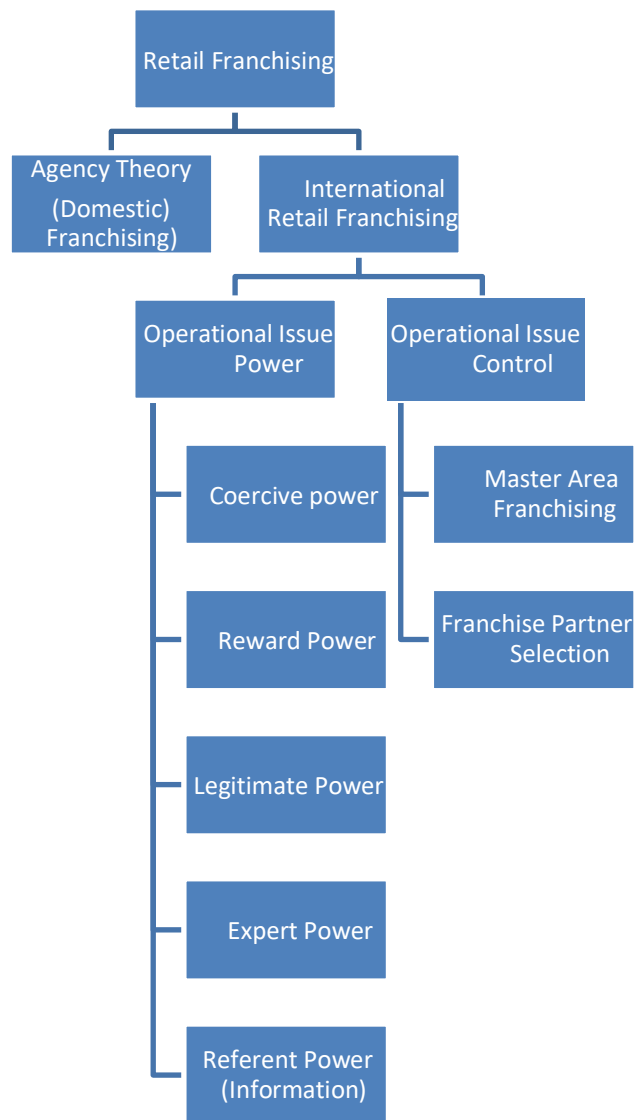 Retail Franchising
Agency Theory
(Domestic)
Franchising)
International
Retail Franchising
Operational Issue
Power
Operational Issue
Control
Coercive power
Master Area
Franchising
Reward Power
Franchise Partner
Selection
Legitimate Power
Expert Power
Referent Power
(Information)